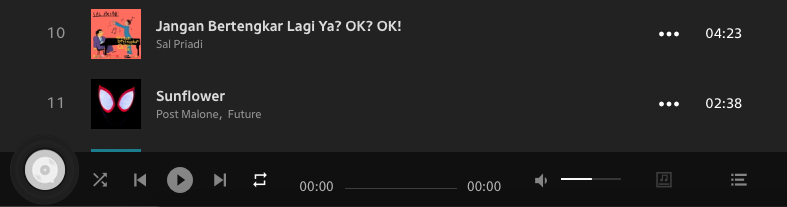 10
Jangan Bertengkar Lagi Ya? OK? OK!
Sal Priadi
04:23
11
Sunflower
Post Malone, Future
02:38
00:00
00:00